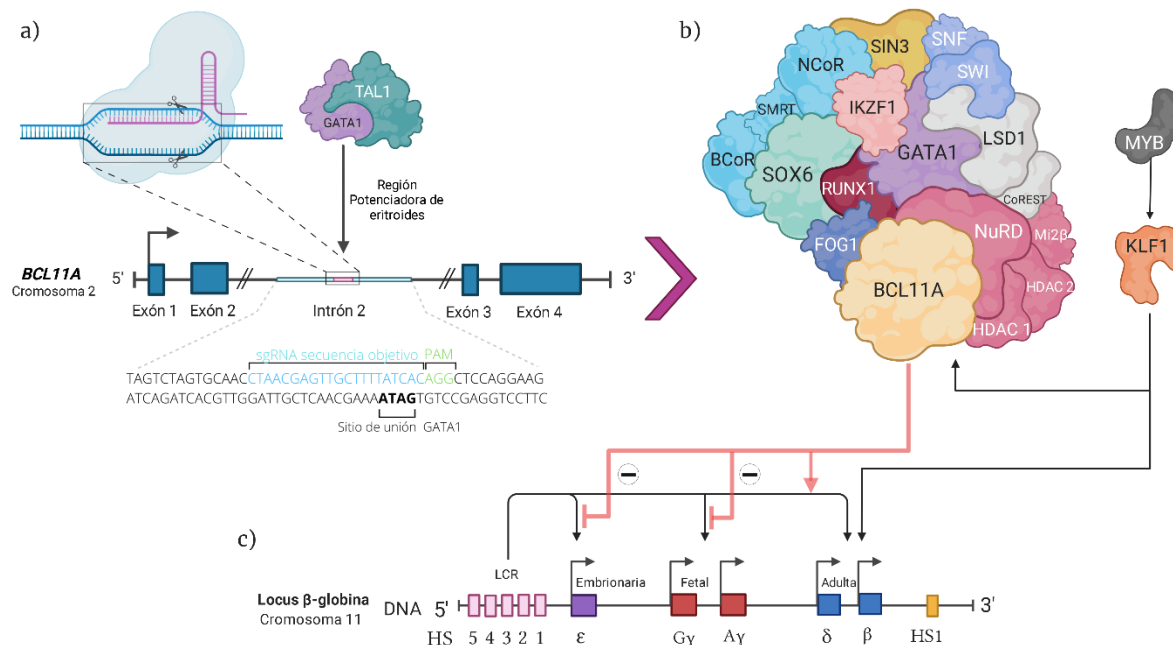 a)
TAL1
GATA1
Región
Potenciadora de
eritroides
BCL11A
Cromosoma 2
5'
3'
Exón 1
Exón 2
Intrón 2
Exón 3
Exón 4
sgRNA secuencia objetivo PAM
TAGTCTAGTGCAACCTAACGAGTTGCTTTTATCACAGGCTCCAGGAAG
ATCAGATCACGTTGGATTGCTCAACGAAAATAGTGTCCGAGGTCCTTC
Sitio de unión GATA1
b)
SIN3
SNF
NCoR
SWI
IKZF1
SMRT
LSD1
BCoR
GATA1
SOX6
RUNX1
CoREST
NuRD
Mi2β
FOG1
BCL11A
HDAC 2
HDAC 1
MYB
KLF1
c)
LCR
Embrionaria
Fetal
Adulta
Locus β-globina
Cromosoma 11
DNA
5'
3'
HS
5 4 3 2 1
ε
Gγ
Aγ
δ
β
HS1